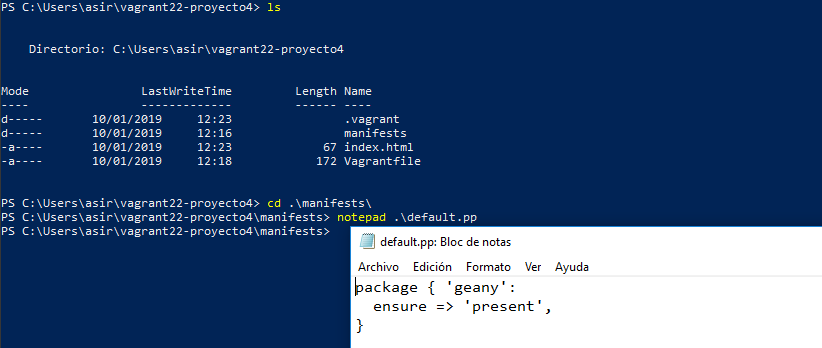 PS C:\Users\asir\vagrant22-proyecto4> ls
Directorio: C:\Users\asir\vagrant22-proyecto4
Mode LastWriteTime Length Name
---- ------------- ------ ----
d----- 10/01/2019 12:23 .vagrant
d----- 10/01/2019 12:16 manifests
-a---- 10/01/2019 12:23 67 index.html
-a---- 10/01/2019 12:18 172 Vagrantfile
PS C:\Users\asir\vagrant22-proyecto4> cd .\manifests\
PS C:\Users\asir\vagrant22-proyecto4\manifests> notepad .\default.pp
PS C:\Users\asir\vagrant22-proyecto4\manifests>
default.pp: Bloc de notas
Archivo Edición Formato Ver Ayuda
package { 'geany':
  ensure => 'present',
}